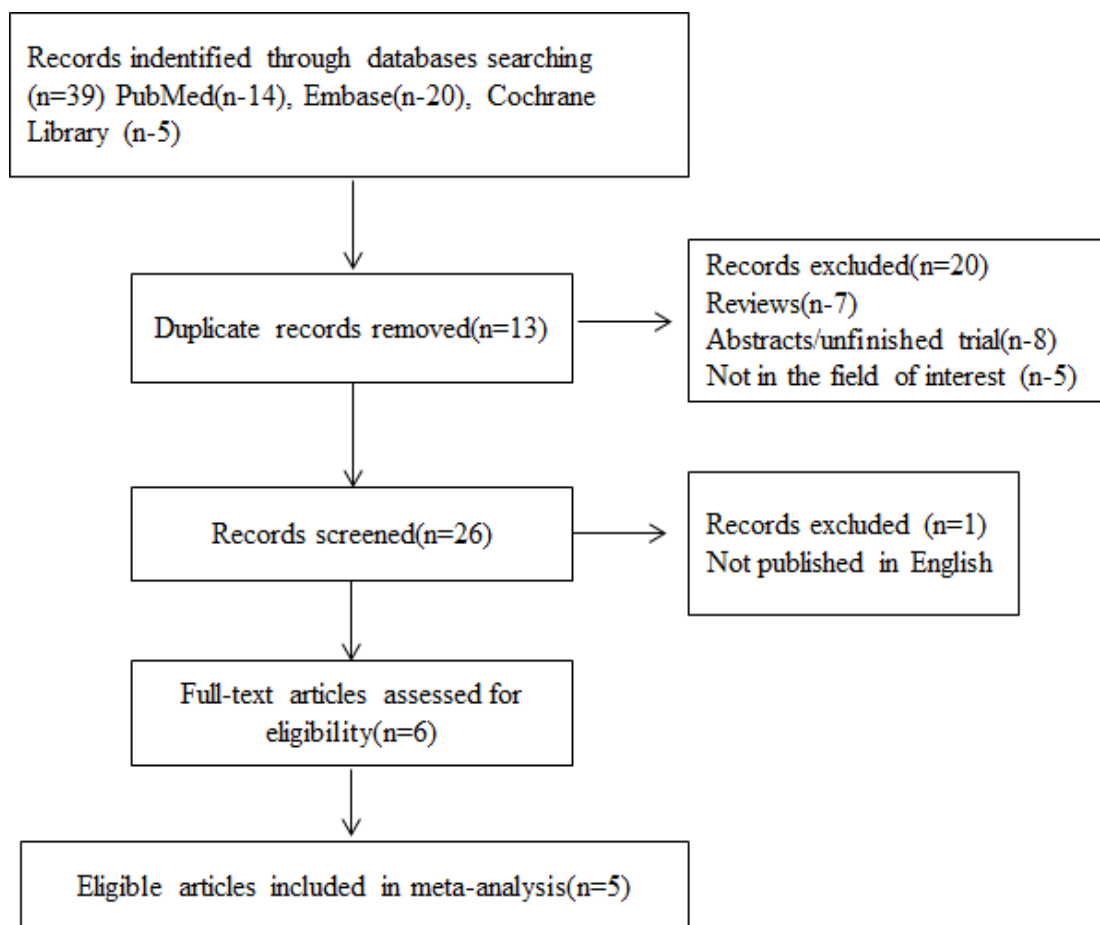 Records indentified through databases searching
(n=39) PubMed(n-14), Embase(n-20), Cochrane
Library (n-5)
Duplicate records removed(n=13)
Records excluded(n=20)
Reviews(n-7)
Abstracts/unfinished trial(n-8)
Not in the field of interest (n-5)
Records screened(n=26)
Records excluded (n=1)
Not published in English
Full-text articles assessed for
eligibility(n=6)
Eligible articles included in meta-analysis(n=5)